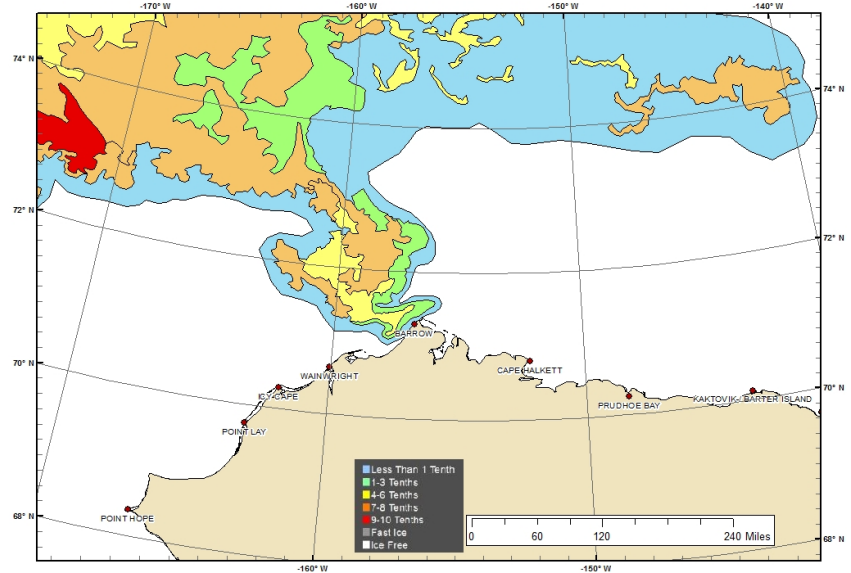 -170° W
-160° W
-150° W
-140° W
74° N
74° N
72° N
72° N
70° N
70° N
68° N
68° N
BARROW
WAINWRIGHT
CAPE HALKETT
ICY CAPE
PRUDHOE BAY
KAKTOVIK - BARTER ISLAND
POINT LAY
POINT HOPE
Less Than 1 Tenth
1-3 Tenths
4-6 Tenths
7-8 Tenths
9-10 Tenths
Fast Ice
Ice Free
0 60 120 240 Miles
-160° W
-150° W